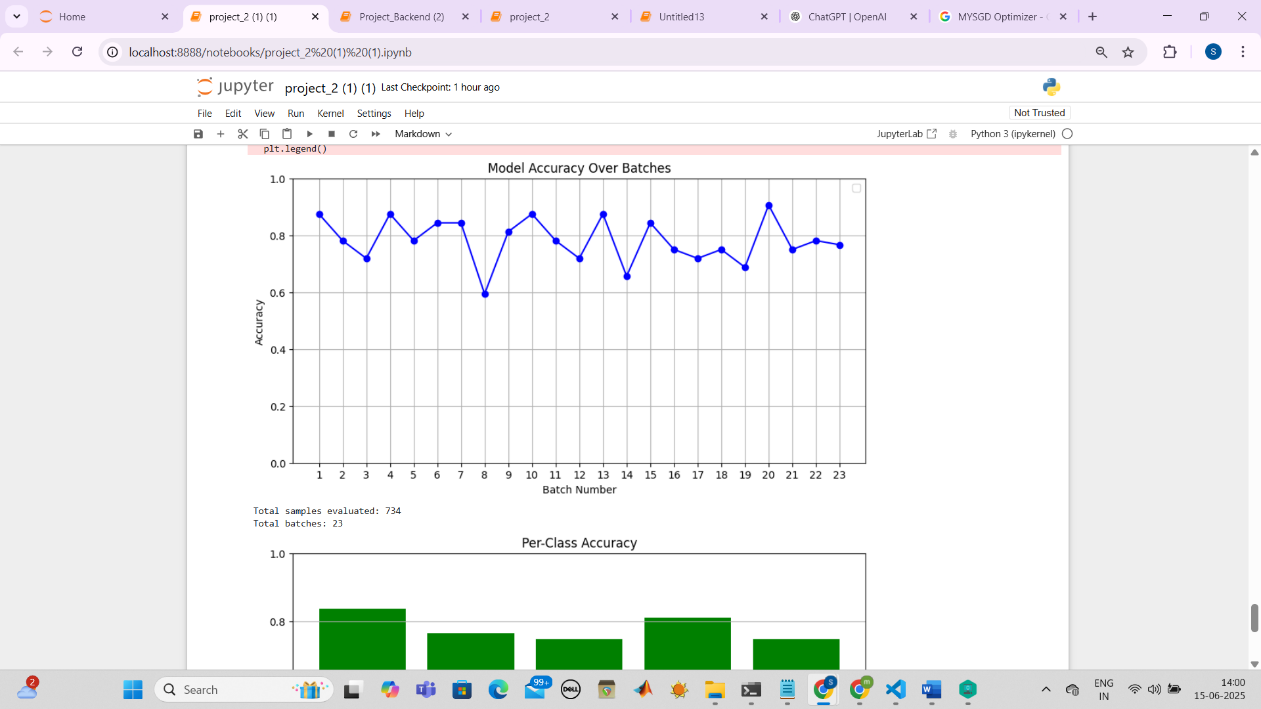 Home
project_2 (1) (1)
Project_Backend (2)
project_2
Untitled13
ChatGPT | OpenAI
MYSGD Optimizer -
localhost:8888/notebooks/project_2%20(1)%20(1).ipynb
S
jupyter project_2 (1) (1) Last Checkpoint: 1 hour ago
File Edit View Run Kernel Settings Help
Not Trusted
Markdown
JupyterLab
Python 3 (ipykernel)
plt.legend()
Model Accuracy Over Batches
1.0
0.8
0.6
0.4
0.2
0.0
Accuracy
1 2 3 4 5 6 7 8 9 10 11 12 13 14 15 16 17 18 19 20 21 22 23
Batch Number
Total samples evaluated: 734
Total batches: 23
Per-Class Accuracy
1.0
0.8
2
Search
99+
DELL
S
ENG
IN
14:00
15-06-2025